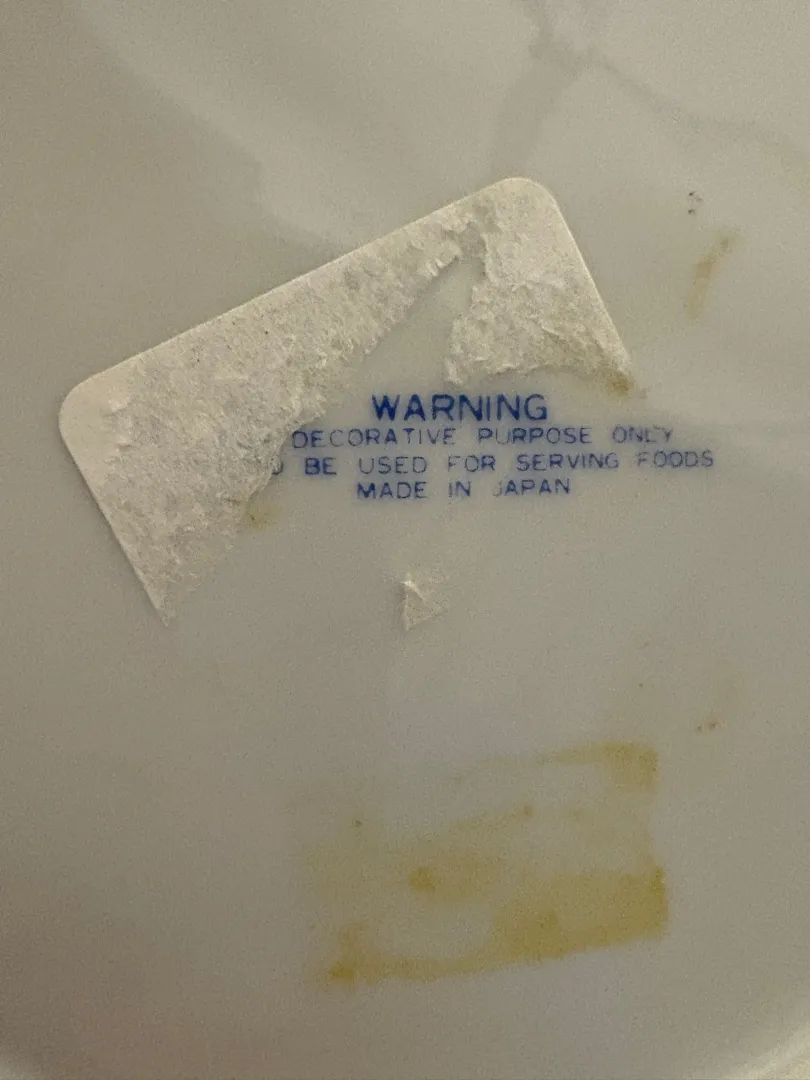 WARNING
DECORATIVE PURPOSE ONLY
BE USED FOR SERVING FOODS
MADE IN JAPAN